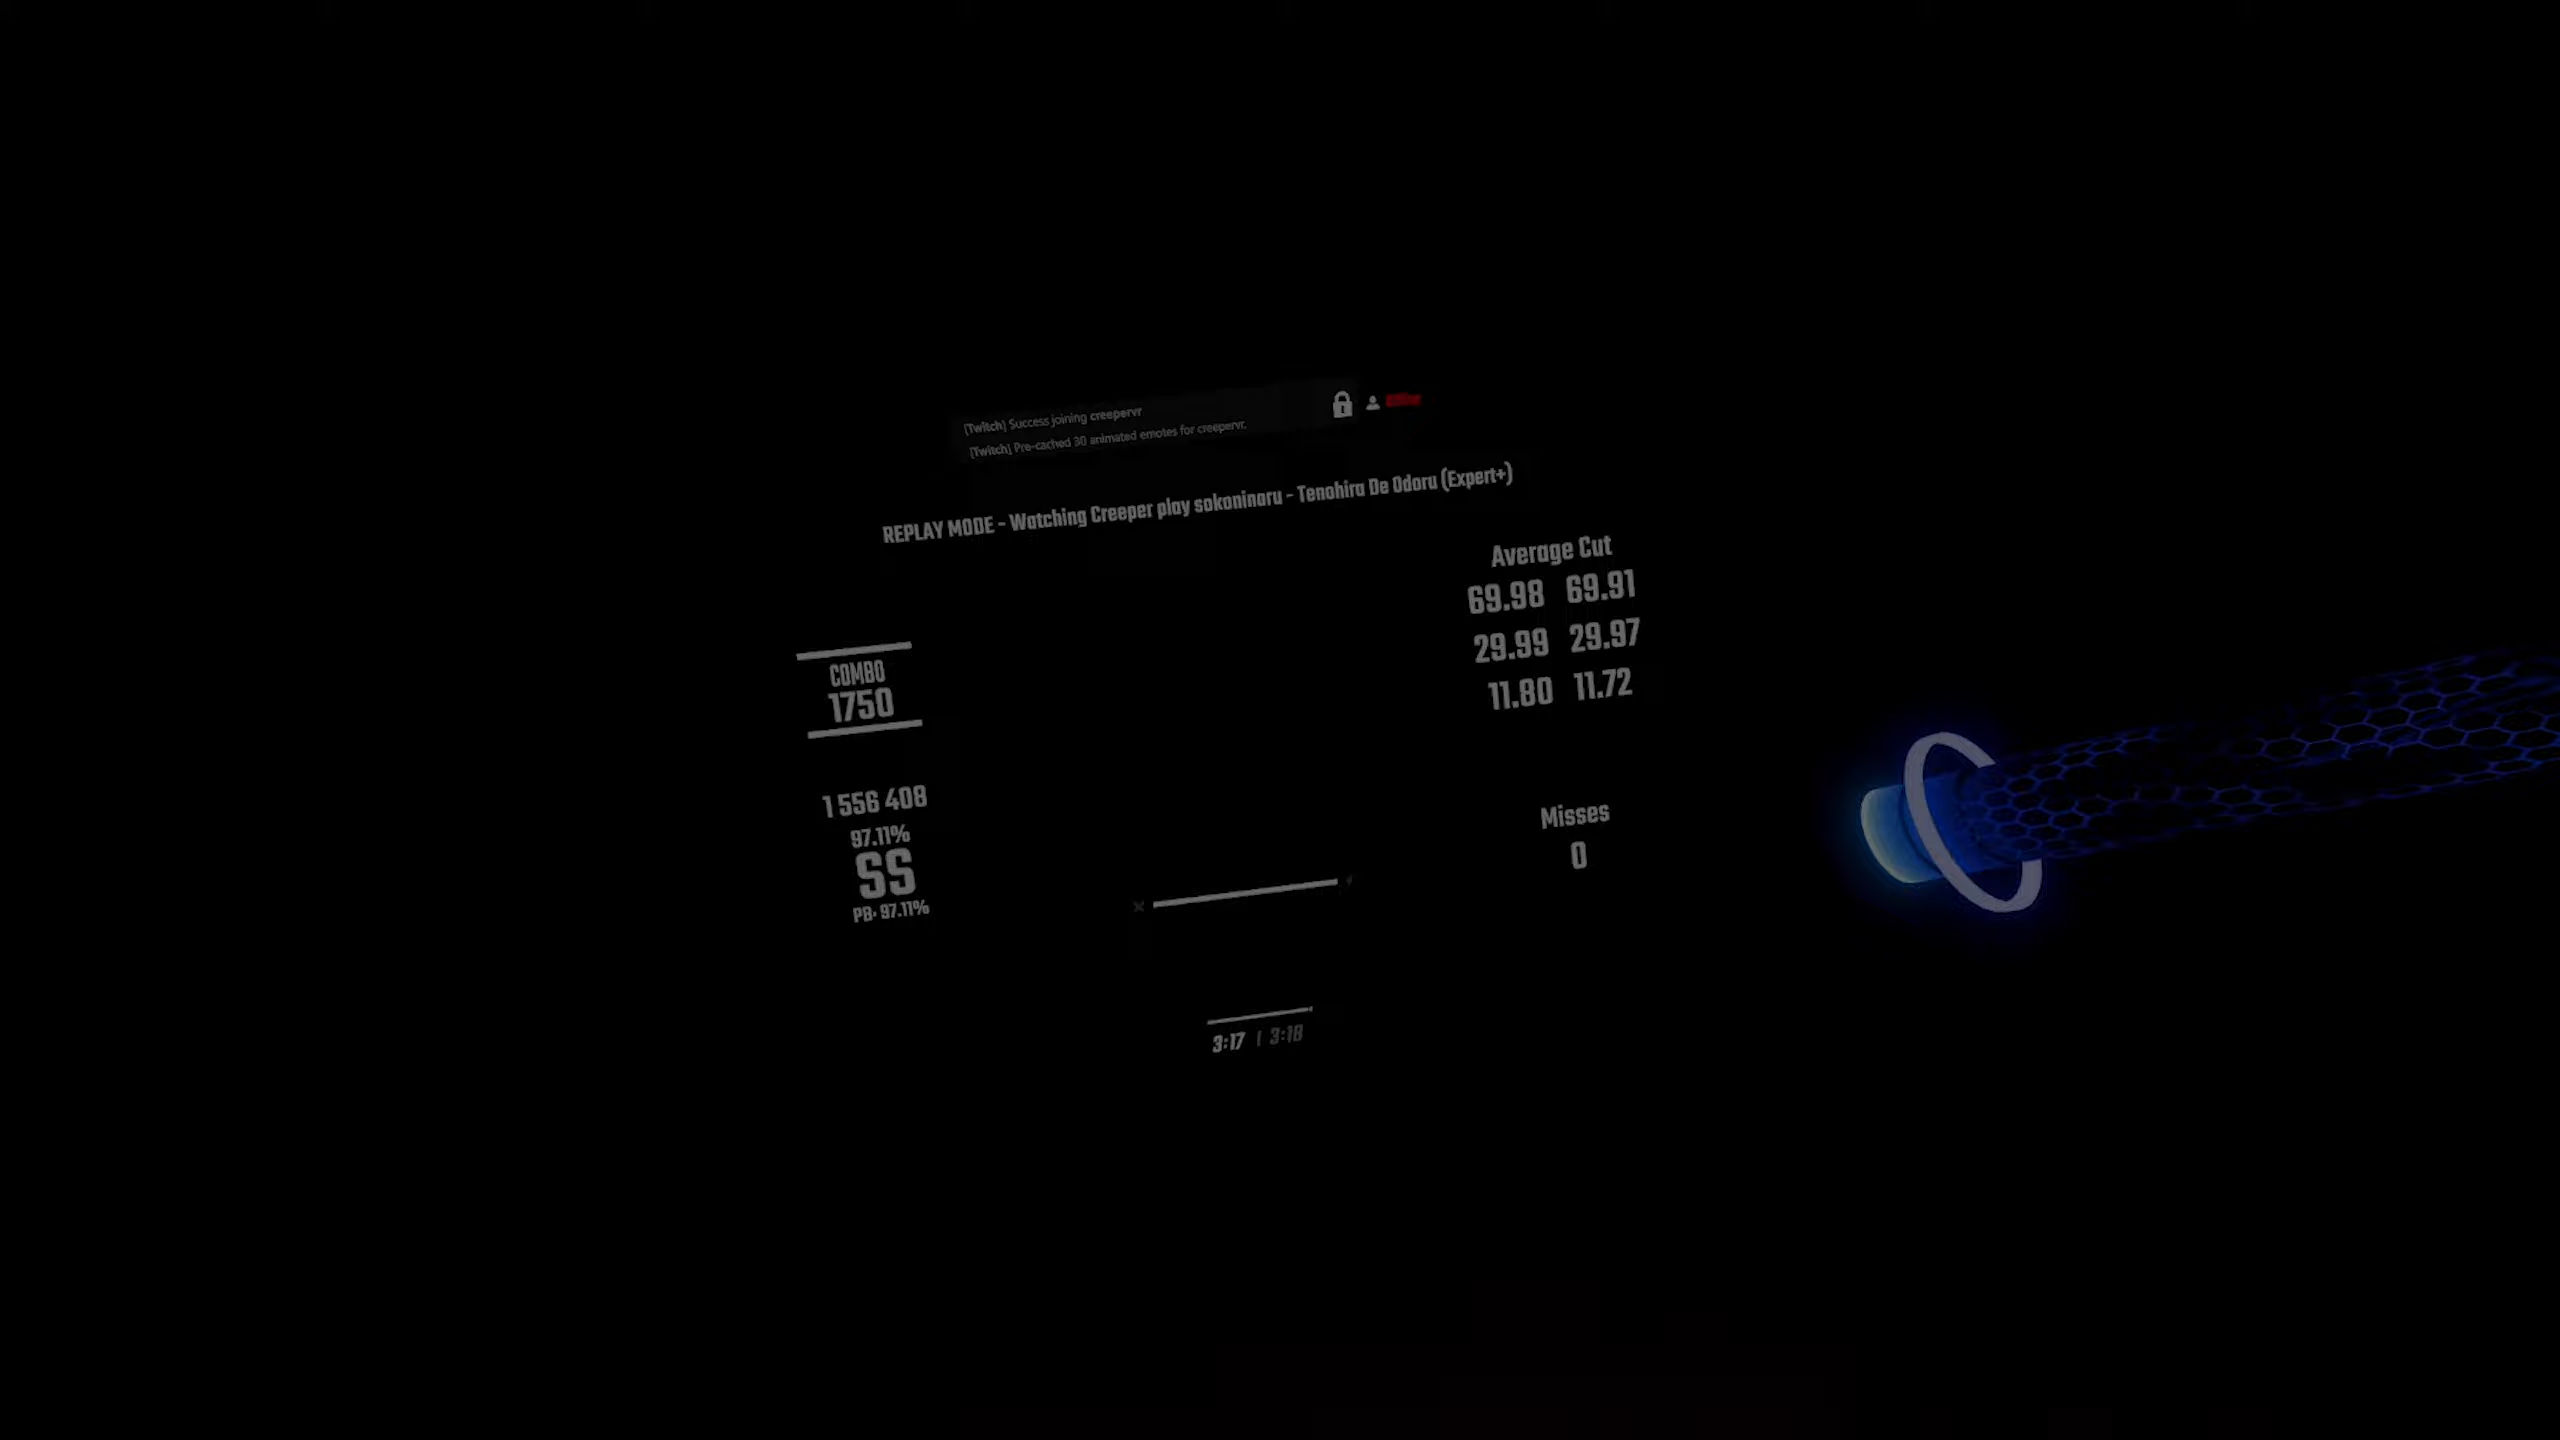 [Twitch] Success joining creepervr
[Twitch] Pre-cached 30 animated emotes for creepervr.
Offline
REPLAY MODE - Watching Creeper play sokoninaru - Tenohira De Odoru (Expert+)
Average Cut
69.98 69.91
29.99 29.97
11.80 11.72
COMBO
1750
1 556 408
97.11%
SS
PB: 97.11%
Misses
0
3:17 | 3:18